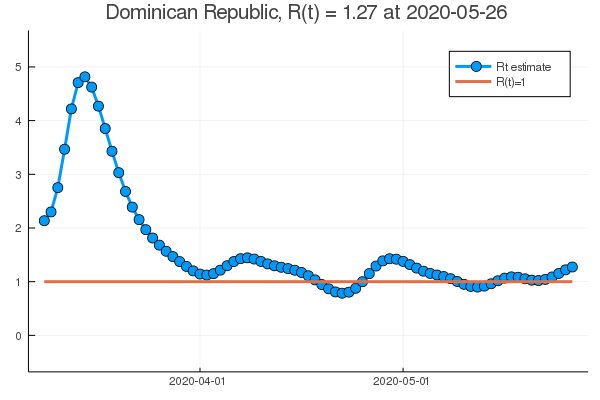 Dominican Republic, R(t) = 1.27 at 2020-05-26
Rt estimate
R(t)=1
5
4
3
2
1
0
2020-04-01
2020-05-01